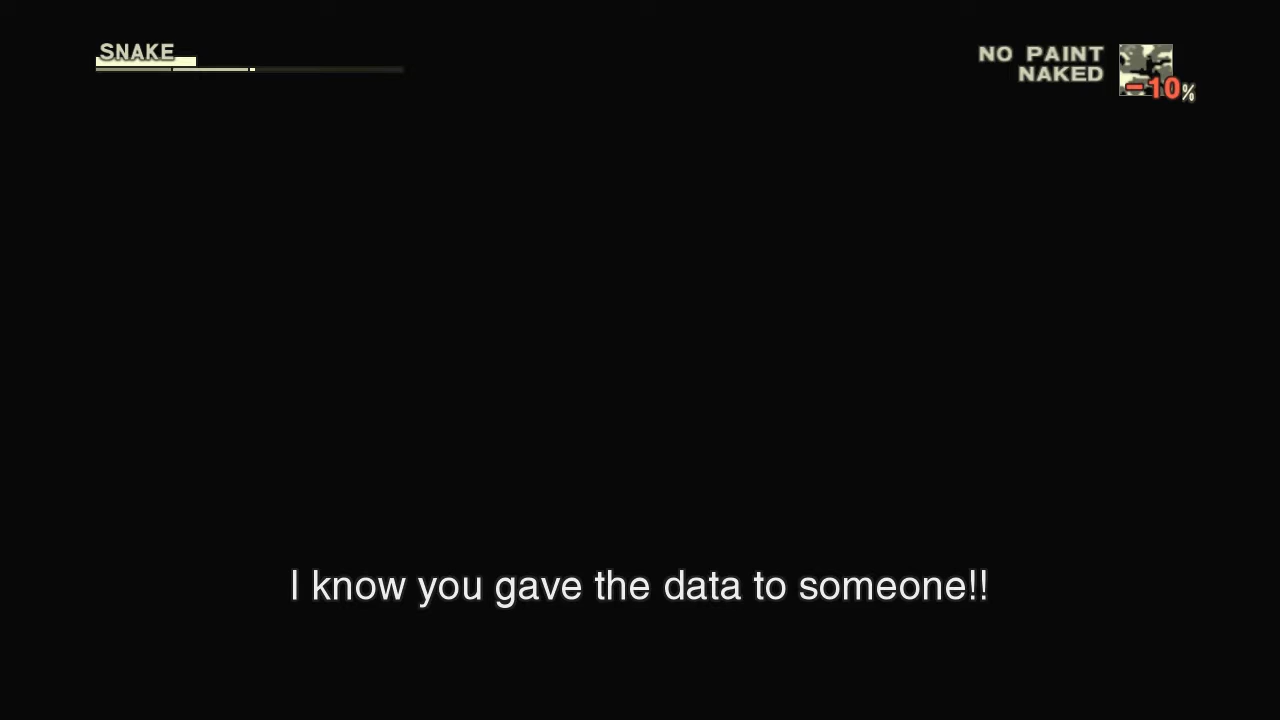 SNAKE
NO PAINT
NAKED
-10%
I know you gave the data to someone!!